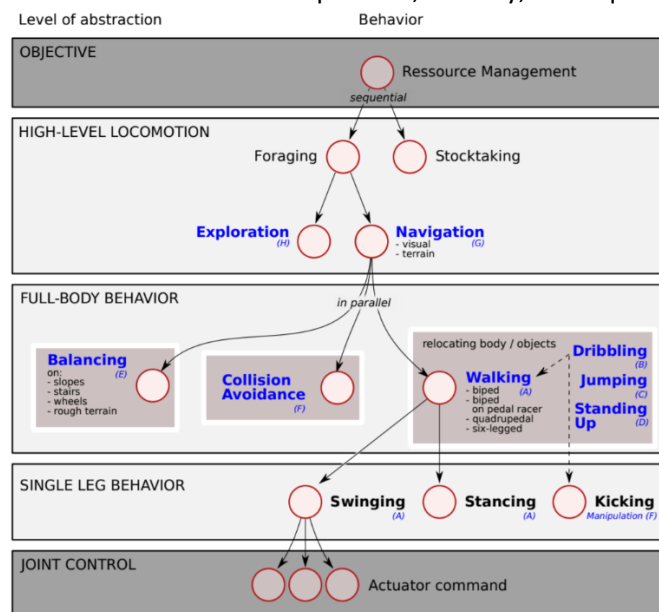 Level of abstraction
Behavior
OBJECTIVE
Ressource Management
sequential
HIGH-LEVEL LOCOMOTION
Foraging
Stocktaking
Exploration
(H)
Navigation
(G)
- visual
- terrain
FULL-BODY BEHAVIOR
in parallel
Balancing
(E)
on:
- slopes
- stairs
- wheels
- rough terrain
Collision
Avoidance
(F)
relocating body / objects
Walking
(A)
- biped
- biped
on pedal racer
- quadrupedal
- six-legged
Dribbling
(B)
Jumping
(C)
Standing
Up
(D)
SINGLE LEG BEHAVIOR
Swinging
(A)
Stancing
(A)
Kicking
Manipulation (F)
JOINT CONTROL
Actuator command